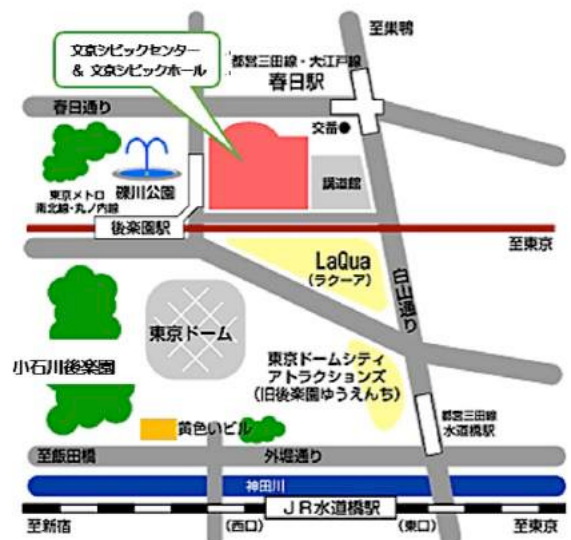 文京シビックセンター
& 文京シビックホール
至巣鴨
都営三田線・大江戸線
春日駅
春日通り
交番●
礫川公園
講道館
東京メトロ
南北線・丸ノ内線
後楽園駅
至東京
LaQua
(ラクーア)
白山通り
東京ドーム
小石川後楽園
東京ドームシティ
アトラクションズ
(旧後楽園ゆうえんち)
都営三田線
水道橋駅
黄色いビル
至飯田橋
外堀通り
神田川
JR水道橋駅
至新宿
(西口)
(東口)
至東京